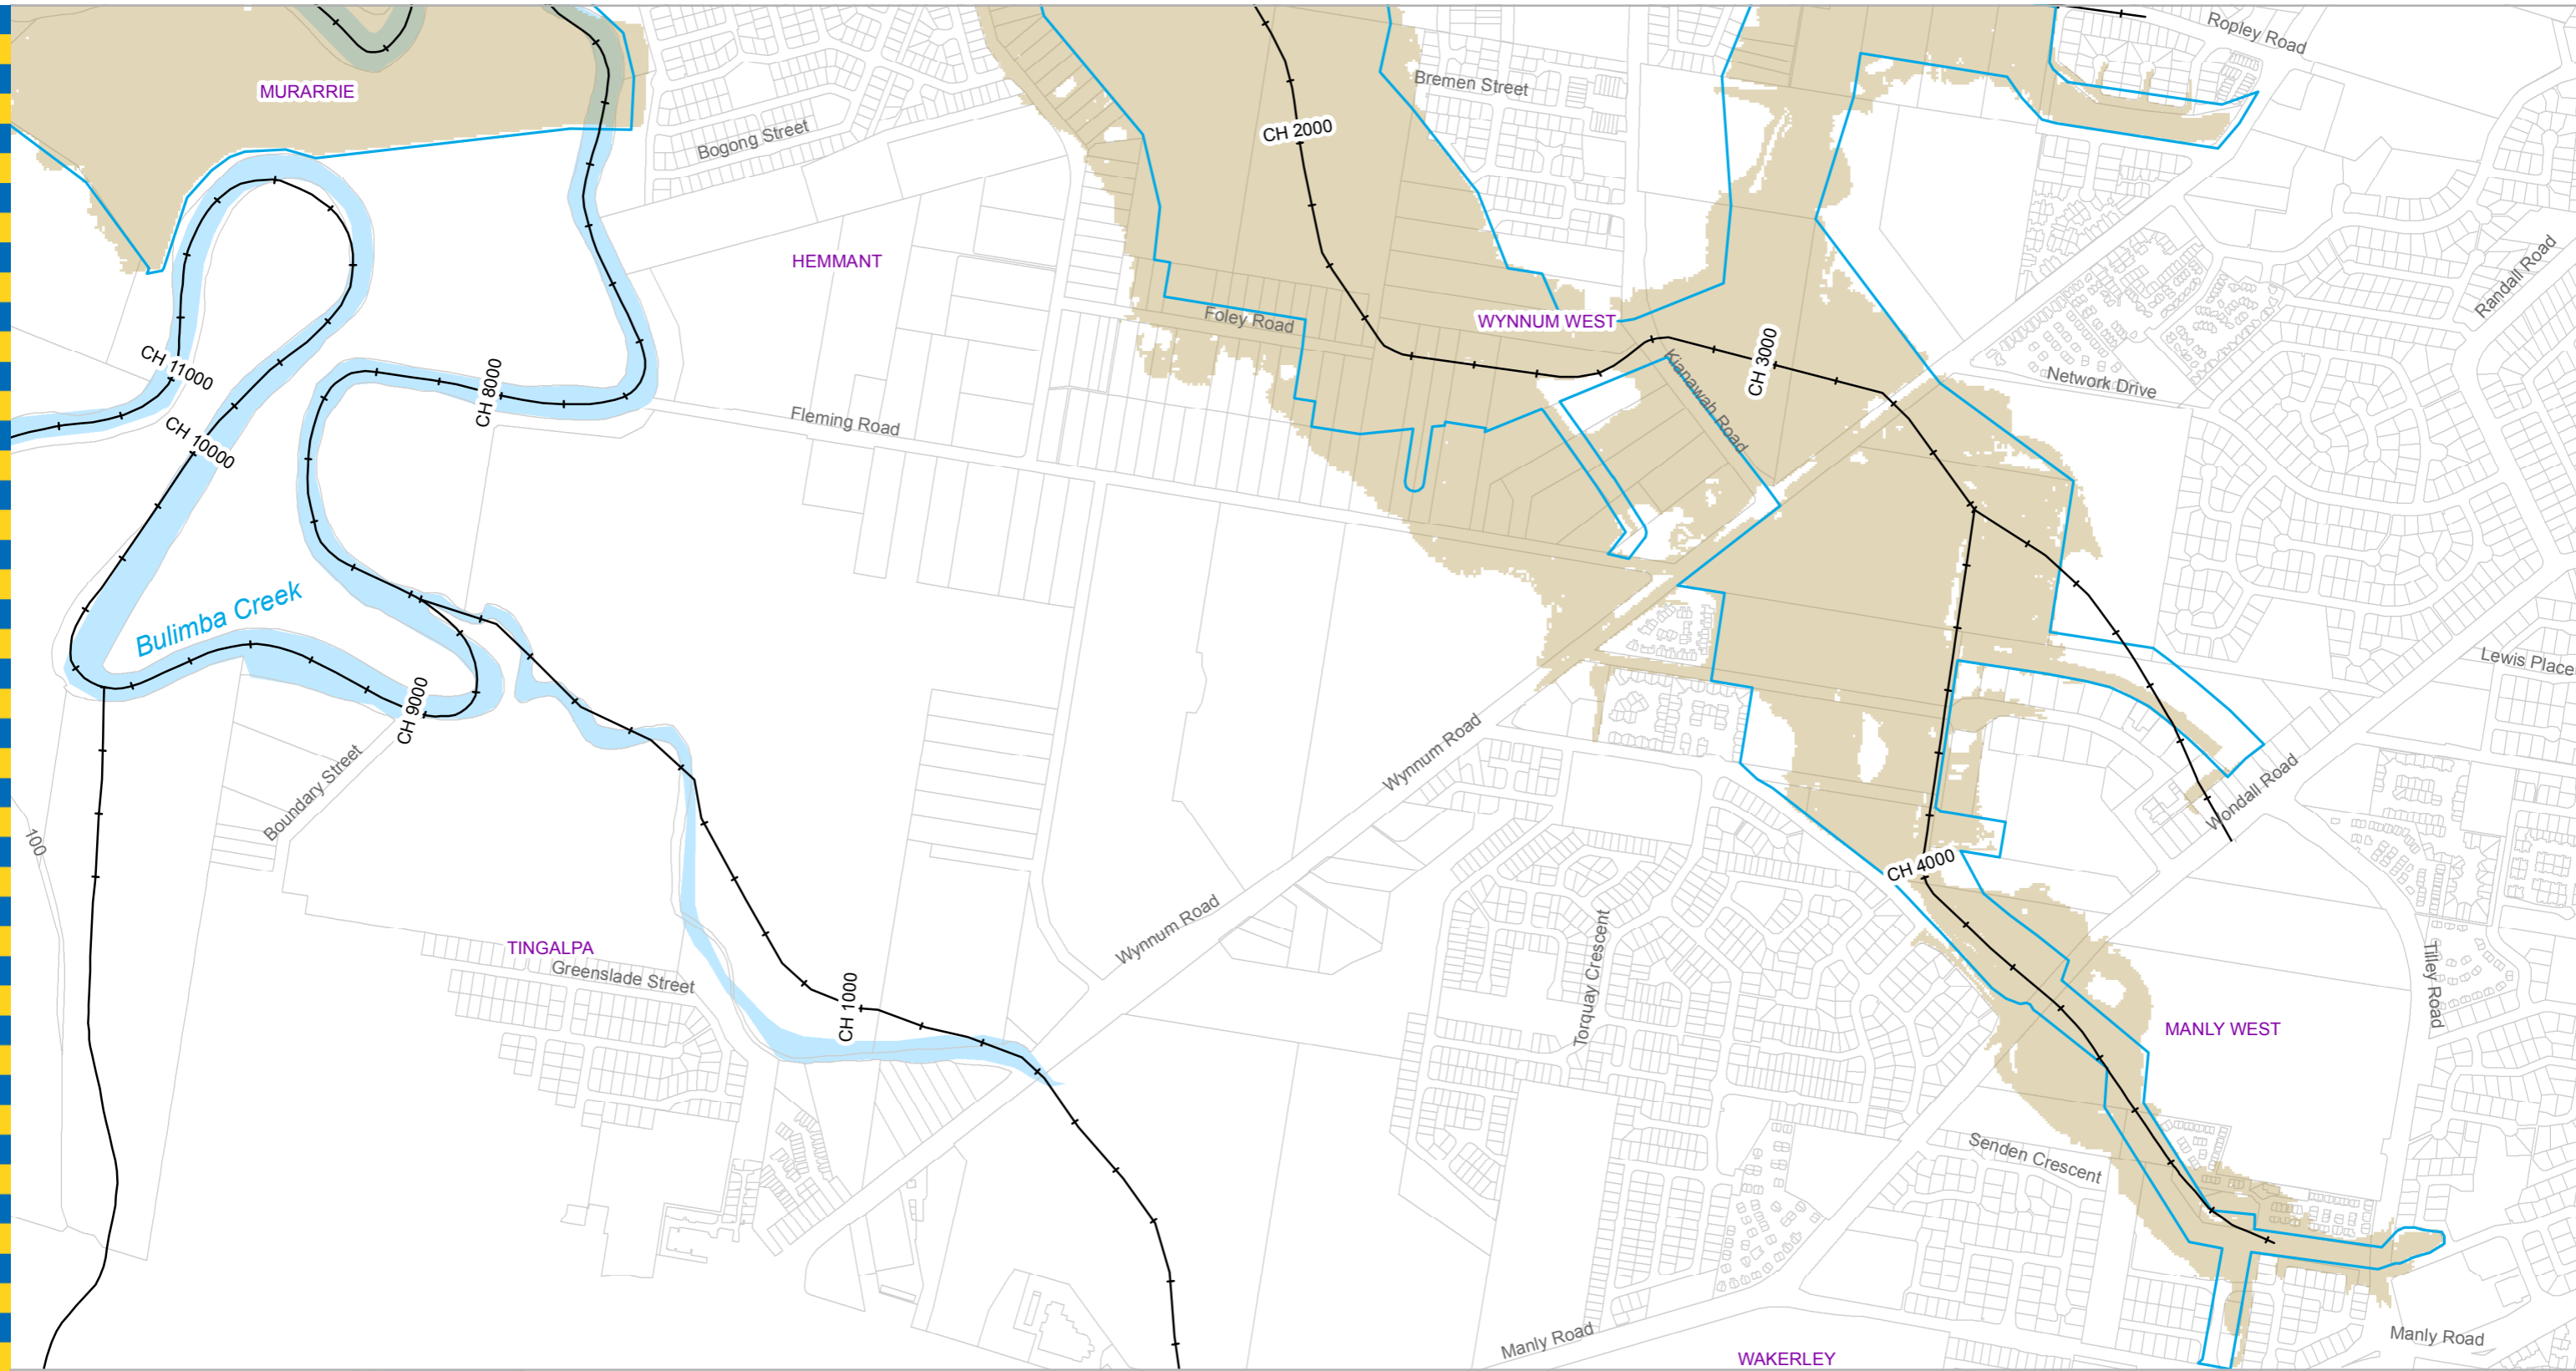 Ropley Road
Bremen Street
MURARRIE
CH 2000
Bogong Street
HEMMANT
Randall Road
Foley Road
WYNNUM WEST
CH 3000
Kianawah Road
CH 11000
CH 8000
Network Drive
Fleming Road
CH 10000
Bulimba Creek
Lewis Place
CH 9000
Wynnum Road
Boundary Street
Wondall Road
100
CH 4000
Wynnum Road
TINGALPA
Greenslade Street
Torquay Crescent
Tilley Road
CH 1000
MANLY WEST
Senden Crescent
Manly Road
Manly Road
WAKERLEY